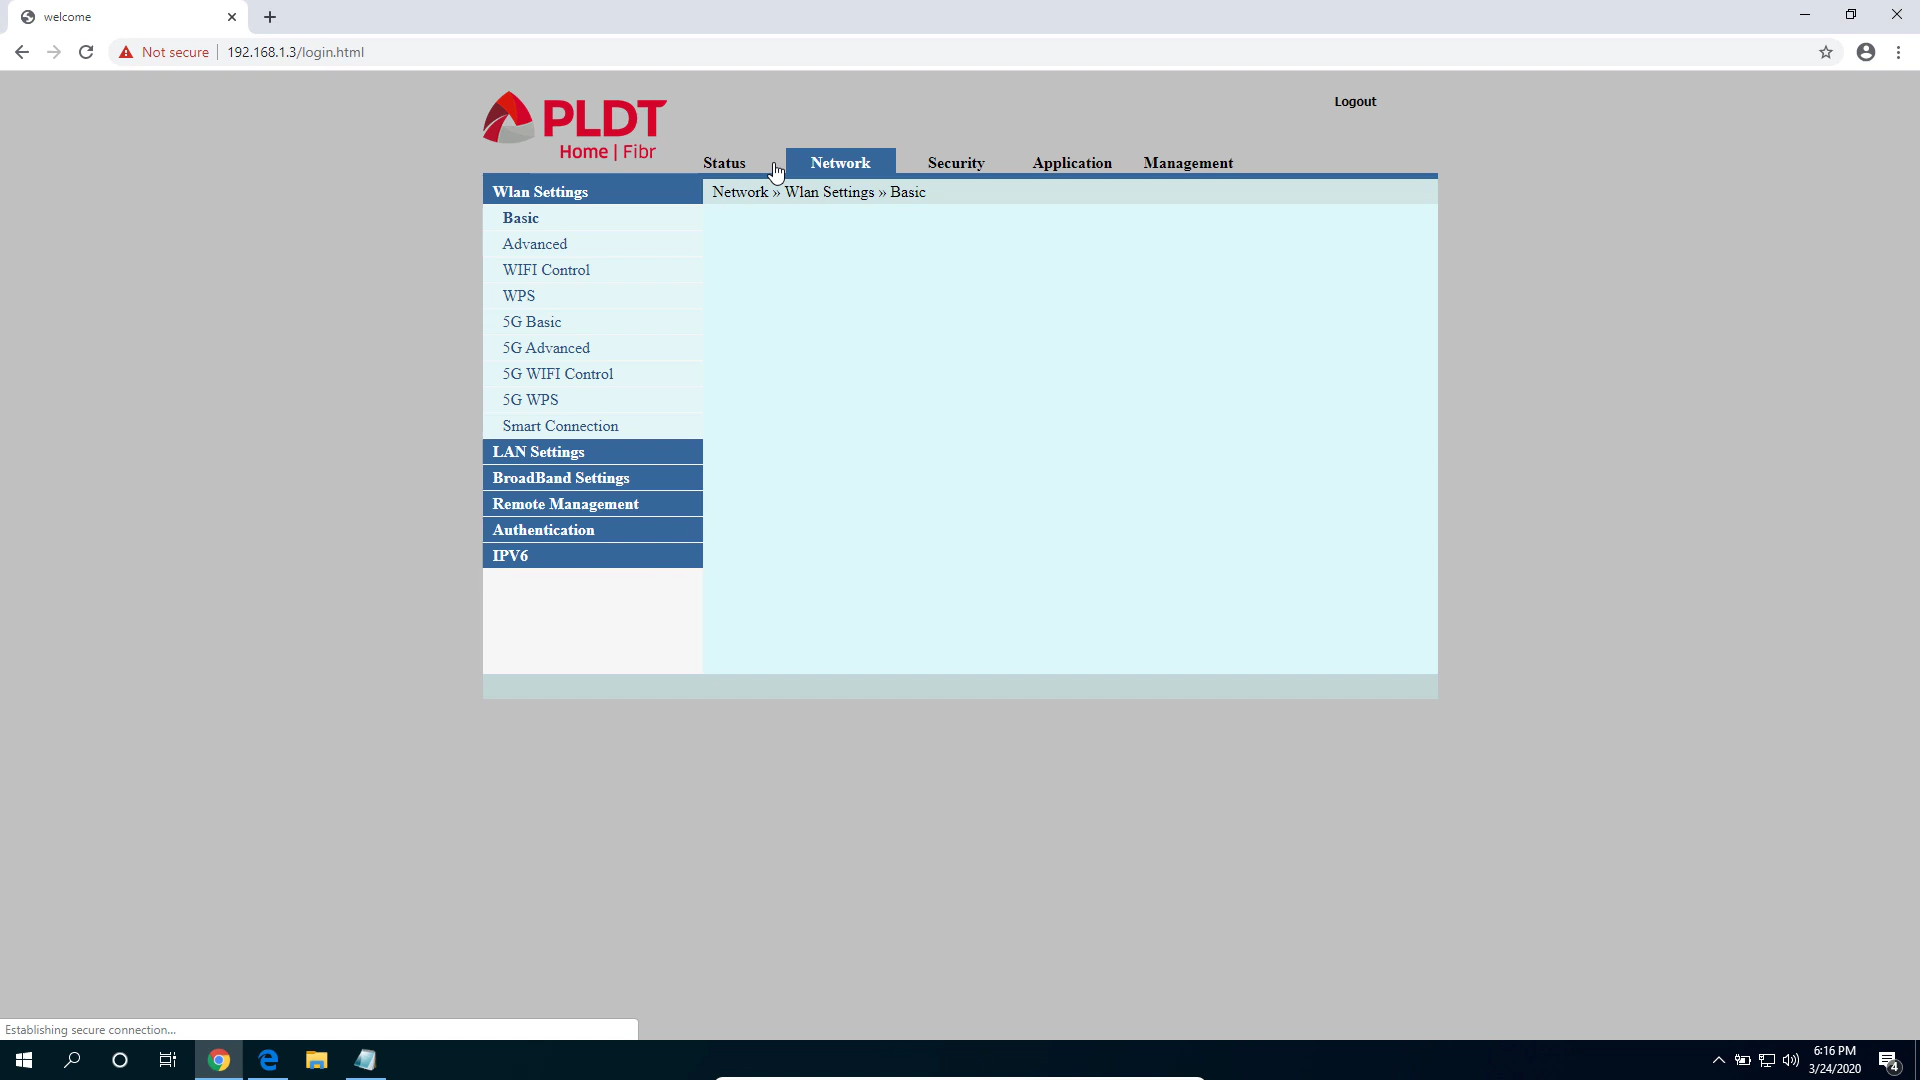 welcome
Not secure
192.168.1.3/login.html
PLDT
Home | Fibr
Logout
Status
Network
Security
Application
Management
Wlan Settings
Network » Wlan Settings » Basic
Basic
Advanced
WIFI Control
WPS
5G Basic
5G Advanced
5G WIFI Control
5G WPS
Smart Connection
LAN Settings
BroadBand Settings
Remote Management
Authentication
IPV6
Establishing secure connection...
6:16 PM
3/24/2020
4